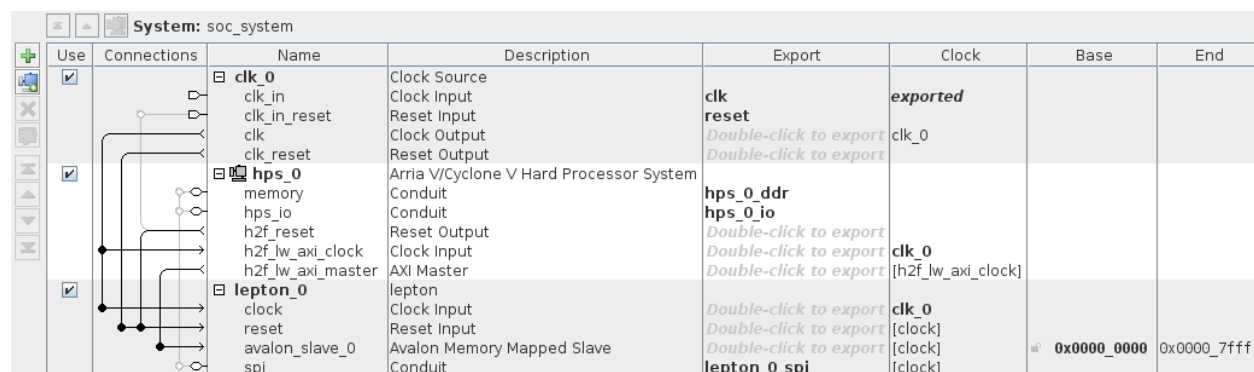 System: soc_system
Use Connections Name Description Export Clock Base End
clk_0 Clock Source
clk_in Clock Input clk exported
clk_in_reset Reset Input reset
clk Clock Output Double-click to export clk_0
clk_reset Reset Output Double-click to export
hps_0 Arria V/Cyclone V Hard Processor System
memory Conduit hps_0_ddr
hps_io Conduit hps_0_io
h2f_reset Reset Output Double-click to export
h2f_lw_axi_clock Clock Input Double-click to export clk_0
h2f_lw_axi_master AXI Master Double-click to export [h2f_lw_axi_clock]
lepton_0 lepton
clock Clock Input Double-click to export clk_0
reset Reset Input Double-click to export [clock]
avalon_slave_0 Avalon Memory Mapped Slave Double-click to export [clock] 0x0000_0000 0x0000_7fff
spi Conduit lepton_0_spi [clock]